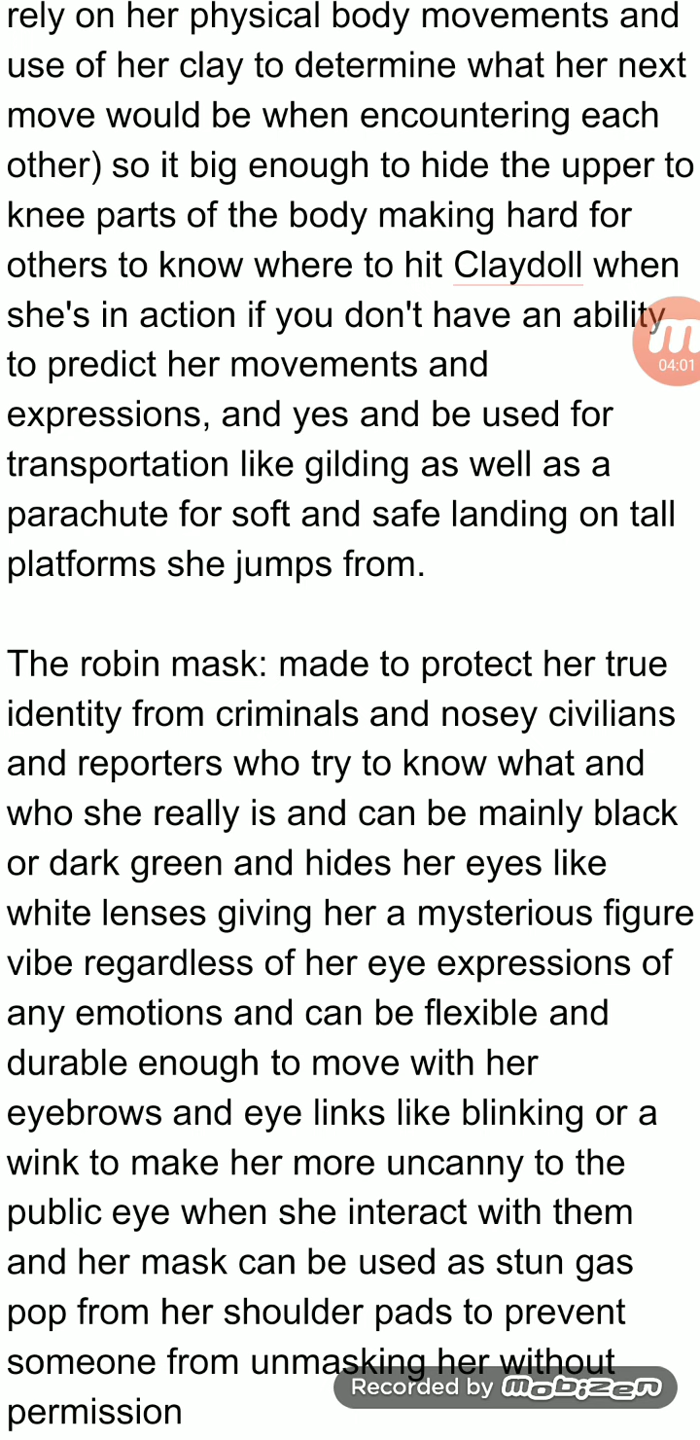 rely on her physical body movements and
use of her clay to determine what her next
move would be when encountering each
other) so it big enough to hide the upper to
knee parts of the body making hard for
others to know where to hit Claydoll when
she's in action if you don't have an ability
04:01
to predict her movements and
expressions, and yes and be used for
transportation like gilding as well as a
parachute for soft and safe landing on tall
platforms she jumps from.
The robin mask: made to protect her true
identity from criminals and nosey civilians
and reporters who try to know what and
who she really is and can be mainly black
or dark green and hides her eyes like
white lenses giving her a mysterious figure
vibe regardless of her eye expressions of
any emotions and can be flexible and
durable enough to move with her
eyebrows and eye links like blinking or a
wink to make her more uncanny to the
public eye when she interact with them
and her mask can be used as stun gas
pop from her shoulder pads to prevent
someone from unmasking her without
Recorded by mobizen
permission